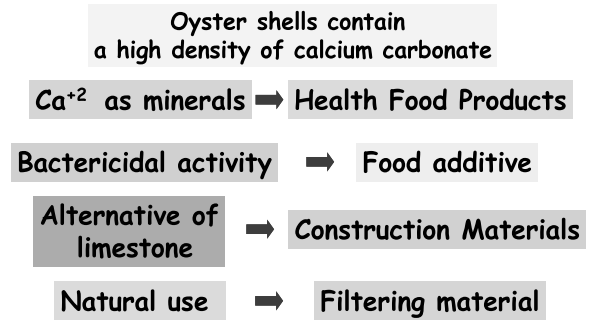 Oyster shells contain
a high density of calcium carbonate
Ca⁺² as minerals ➡ Health Food Products
Bactericidal activity ➡ Food additive
Alternative of
limestone ➡ Construction Materials
Natural use ➡ Filtering material